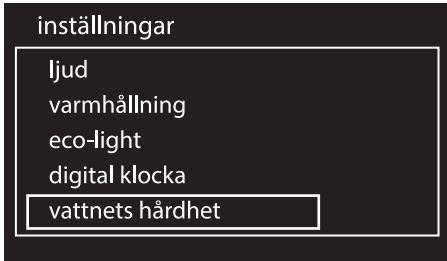 inställningar
ljud
varmhållning
eco-light
digital klocka
vattnets hårdhet